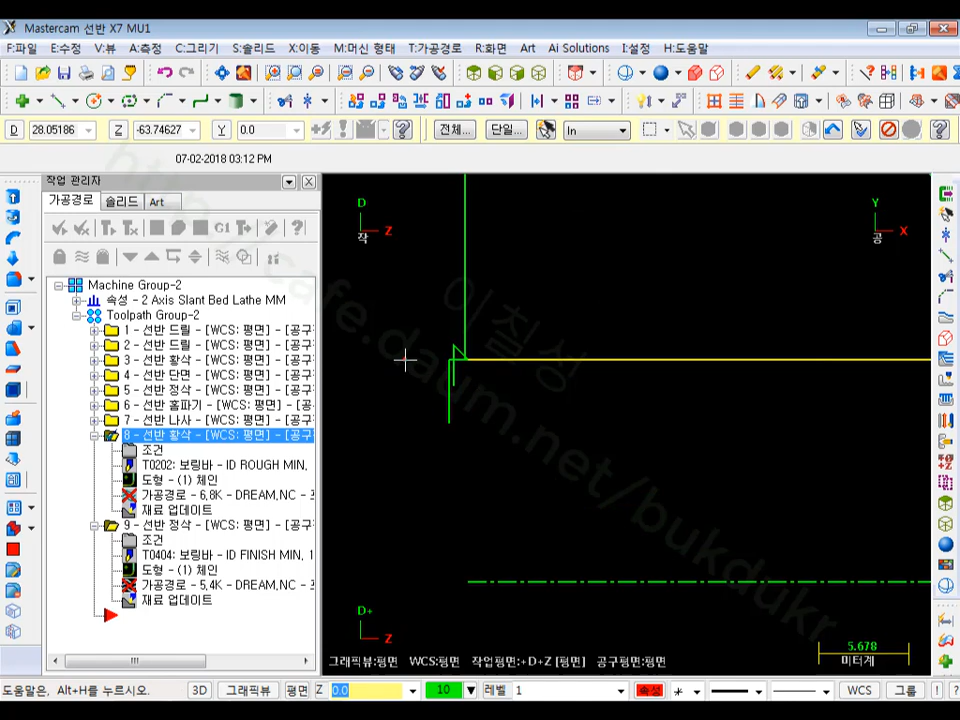 Mastercam 선반 X7 MU1
F:파일 E:수정 V:뷰 A:측정 C:그리기 S:솔리드 X:이동 M:머신 형태 T:가공경로 R:화면 Art Ai Solutions I:설정 H:도움말
D 28.05186 Z -63.74627 Y 0.0 전체... 단일... In
07-02-2018 03:12 PM
작업 관리자
가공경로 솔리드 Art
G1
Machine Group-2
속성 - 2 Axis Slant Bed Lathe MM
Toolpath Group-2
1 - 선반 드릴 - [WCS: 평면] - [공구
2 - 선반 드릴 - [WCS: 평면] - [공구
3 - 선반 황삭 - [WCS: 평면] - [공구
4 - 선반 단면 - [WCS: 평면] - [공구
5 - 선반 정삭 - [WCS: 평면] - [공구
6 - 선반 홈파기 - [WCS: 평면] - [공
7 - 선반 나사 - [WCS: 평면] - [공구
8 - 선반 황삭 - [WCS: 평면] - [공구
조건
T0202: 보링바 - ID ROUGH MIN.
도형 - (1) 체인
가공경로 - 6,8K - DREAM,NC -
재료 업데이트
9 - 선반 정삭 - [WCS: 평면] - [공구
조건
T0404: 보링바 - ID FINISH MIN. 1
도형 - (1) 체인
가공경로 - 5,4K - DREAM,NC -
재료 업데이트
D
Z
작
Y
X
공
D+
Z
그래픽뷰:평면 WCS:평면 작업평면:+D+Z [평면] 공구평면:평면
5.678
미터계
이칠성
http://cafe.daum.net/bukdukr
도움말은, Alt+H를 누르시오. 3D 그래픽뷰 평면 Z 0.0 10 레벨 1 속성 WCS 그룹 ! ?